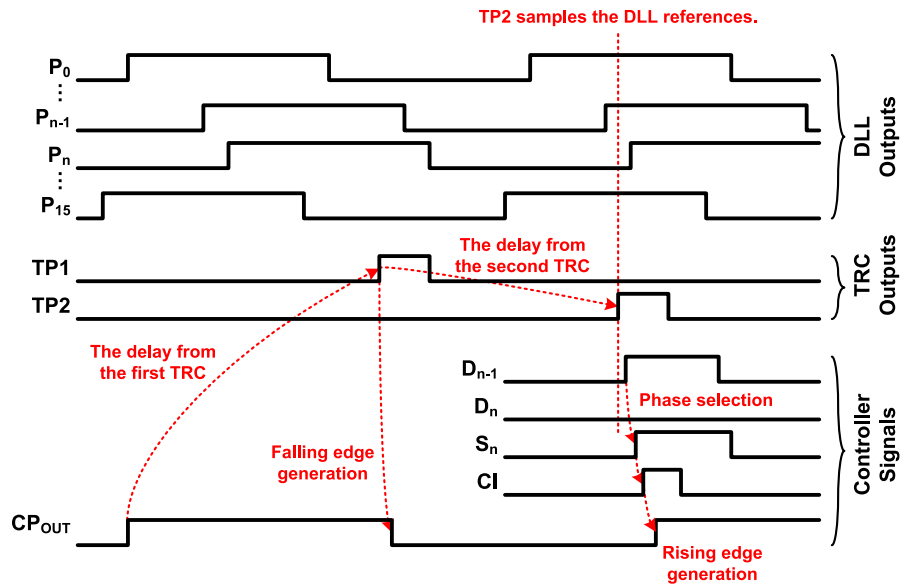 TP2 samples the DLL references.
P0
⋮
Pn-1
Pn
⋮
P15
DLL
Outputs
TP1
The delay from
the second TRC
TP2
TRC
Outputs
The delay from
the first TRC
Dn-1
Phase selection
Dn
Falling edge
generation
Sn
CI
Controller
Signals
CPOUT
Rising edge
generation